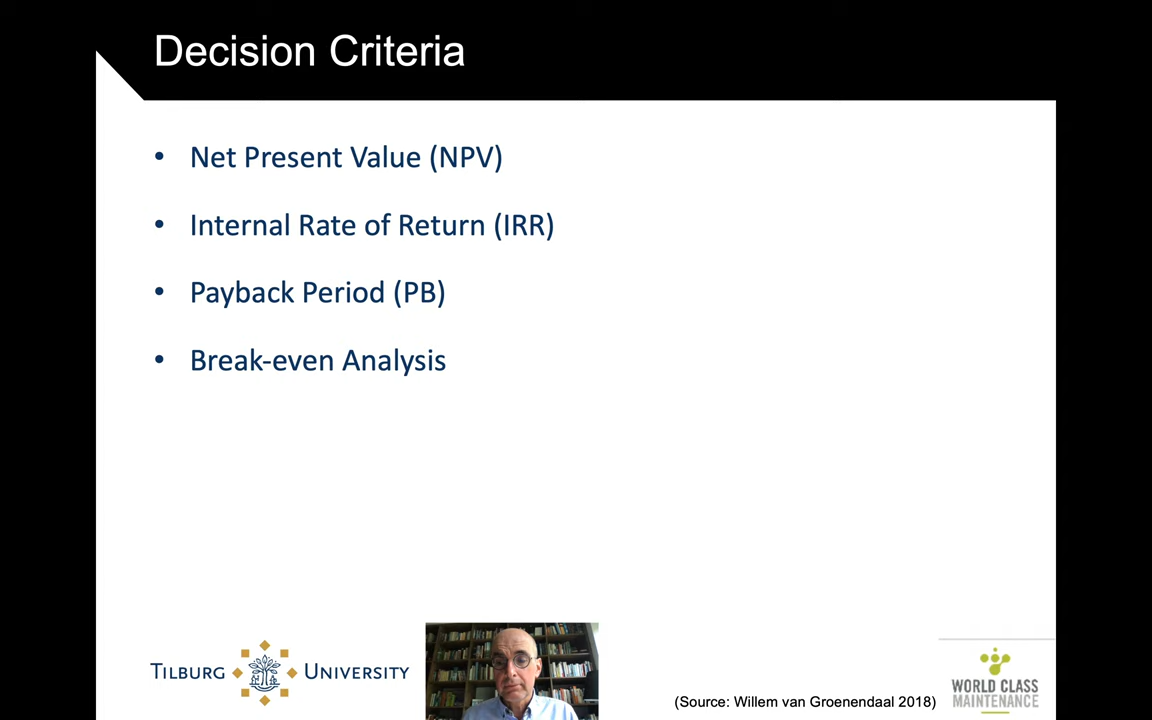 Decision Criteria
• Net Present Value (NPV)
• Internal Rate of Return (IRR)
• Payback Period (PB)
• Break-even Analysis
TILBURG UNIVERSITY
(Source: Willem van Groenendaal 2018)
WORLD CLASS
MAINTENANCE